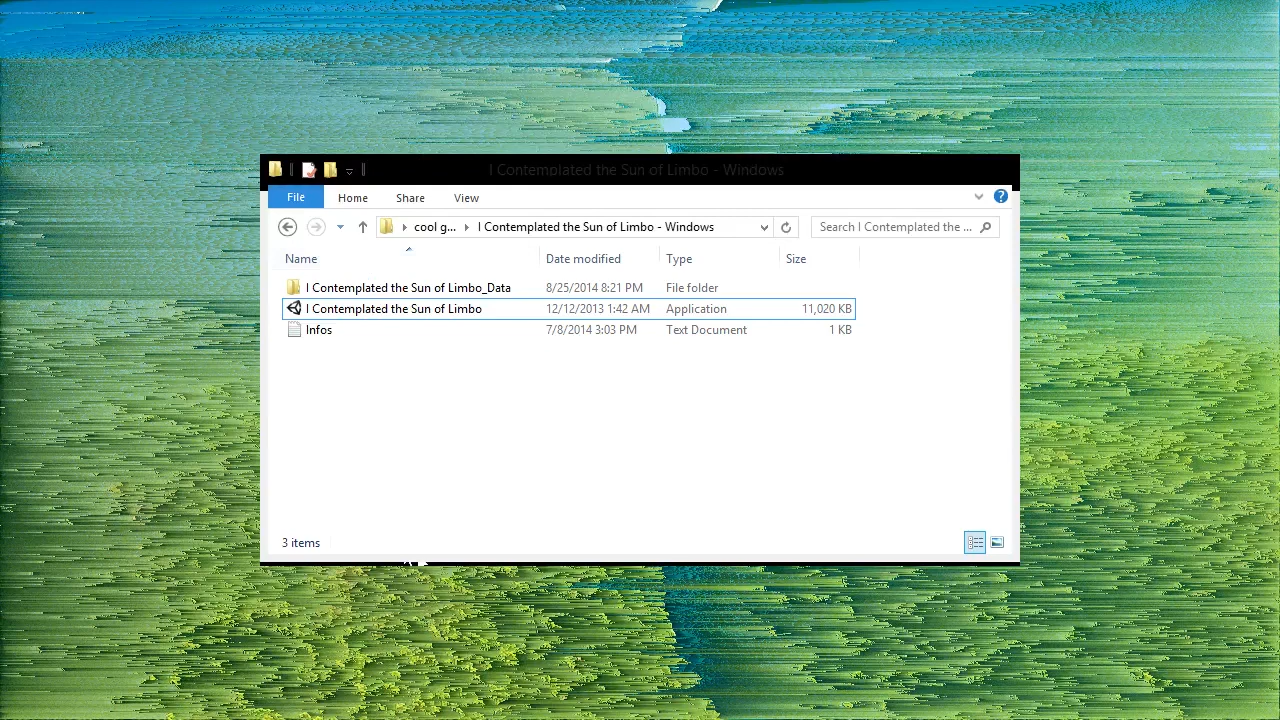 I Contemplated the Sun of Limbo - Windows
File Home Share View
cool g... I Contemplated the Sun of Limbo - Windows Search I Contemplated the ...
Name Date modified Type Size
I Contemplated the Sun of Limbo_Data 8/25/2014 8:21 PM File folder
I Contemplated the Sun of Limbo 12/12/2013 1:42 AM Application 11,020 KB
Infos 7/8/2014 3:03 PM Text Document 1 KB
3 items